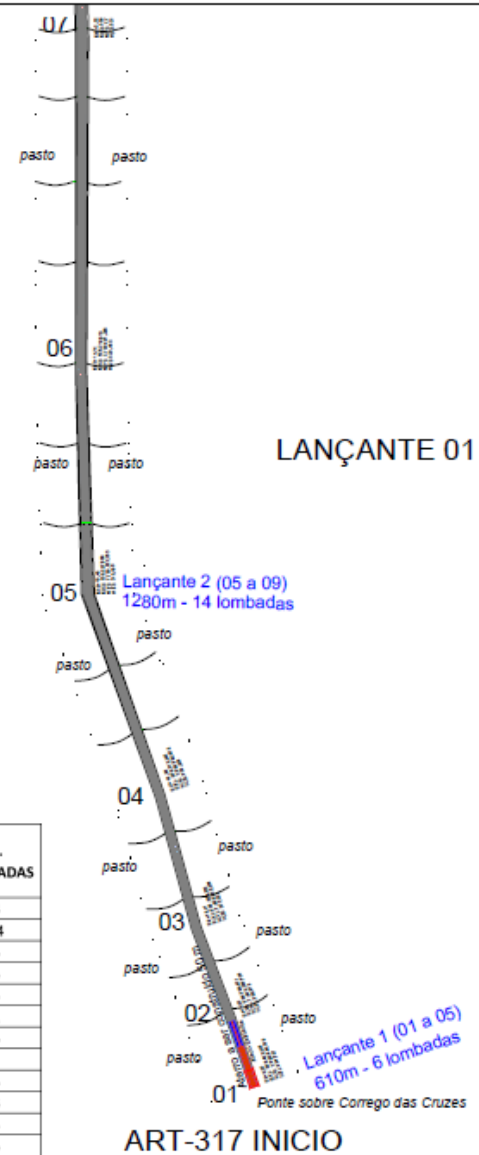 07
pasto
pasto
06
LANÇANTE 01
pasto
pasto
05
Lançante 2 (05 a 09)
1280m - 14 lombadas
pasto
pasto
04
ADAS
pasto
pasto
03
pasto
pasto
02
pasto
pasto
Lançante 1 (01 a 05)
610m - 6 lombadas
01
Ponte sobre Corrego das Cruzes
ART-317 INICIO